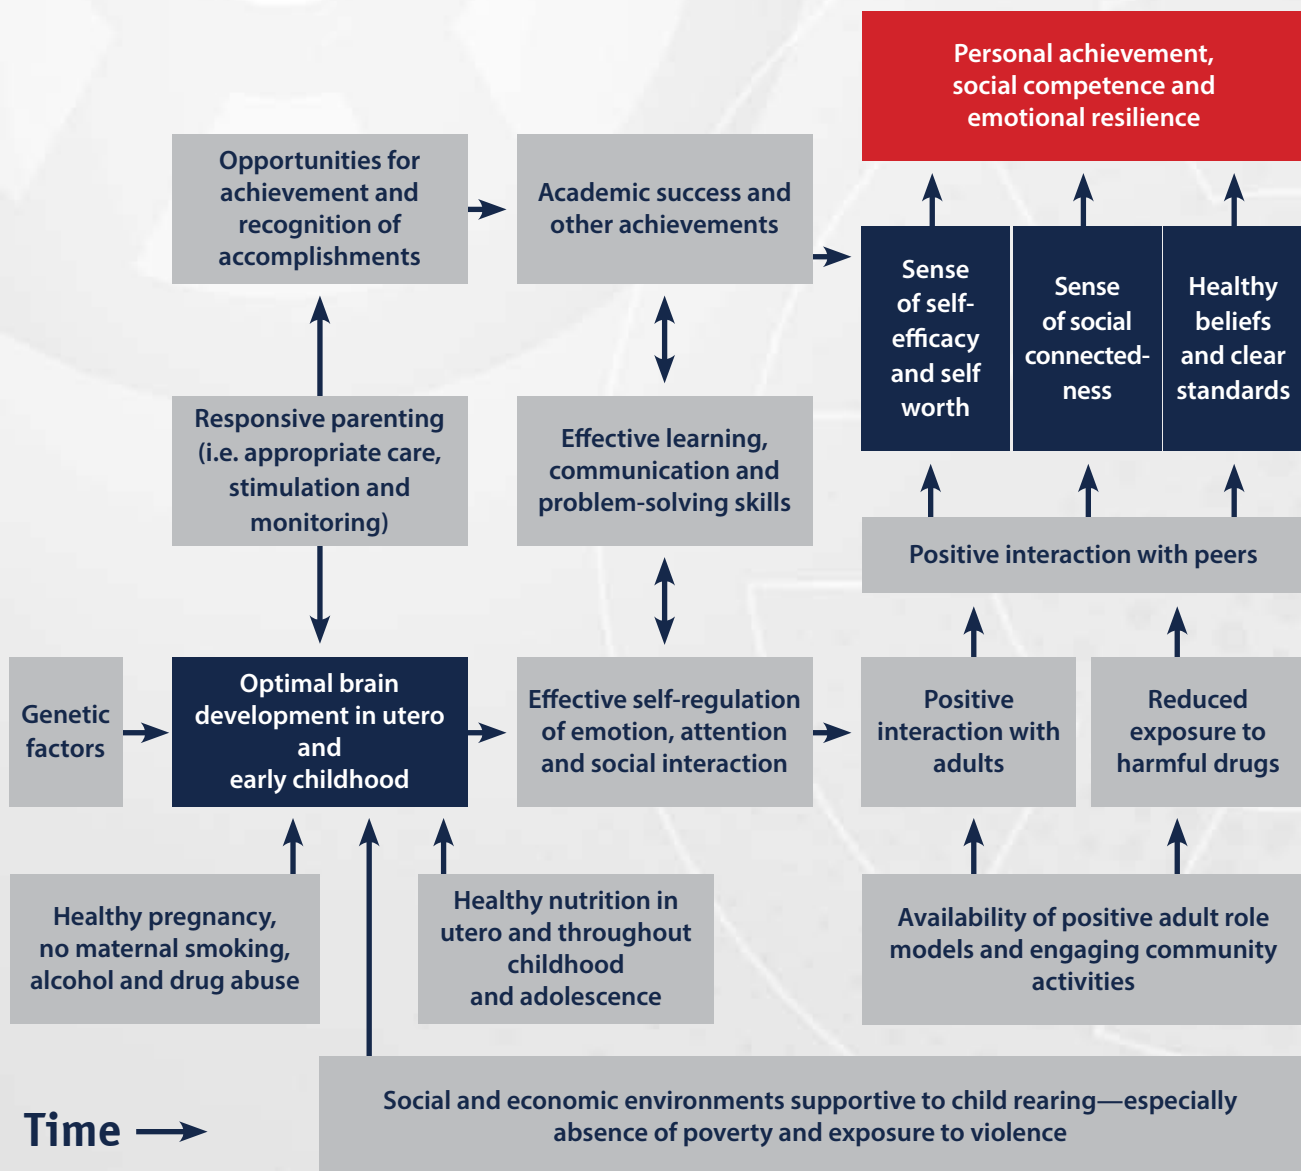 Personal achievement,
social competence and
emotional resilience
Opportunities for
achievement and
recognition of
accomplishments
Academic success and
other achievements
Sense
of self-
efficacy
and self
worth
Sense
of social
connected-
ness
Healthy
beliefs
and clear
standards
Responsive parenting
(i.e. appropriate care,
stimulation and
monitoring)
Effective learning,
communication and
problem-solving skills
Positive interaction with peers
Genetic
factors
Optimal brain
development in utero
and
early childhood
Effective self-regulation
of emotion, attention
and social interaction
Positive
interaction with
adults
Reduced
exposure to
harmful drugs
Healthy pregnancy,
no maternal smoking,
alcohol and drug abuse
Healthy nutrition in
utero and throughout
childhood
and adolescence
Availability of positive adult role
models and engaging community
activities
Social and economic environments supportive to child rearing—especially
absence of poverty and exposure to violence
Time